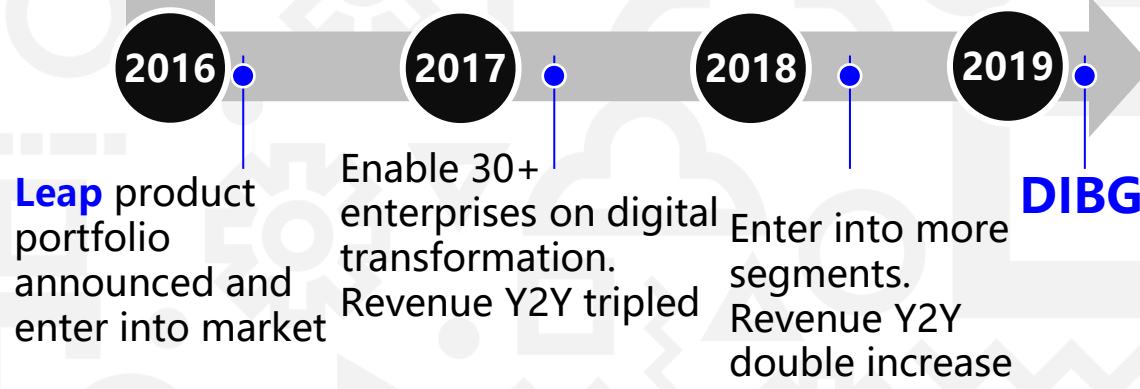 2016
2017
2018
2019
Leap product
portfolio
announced and
enter into market
Enable 30+
enterprises on digital
transformation.
Revenue Y2Y tripled
Enter into more
segments.
Revenue Y2Y
double increase
DIBG